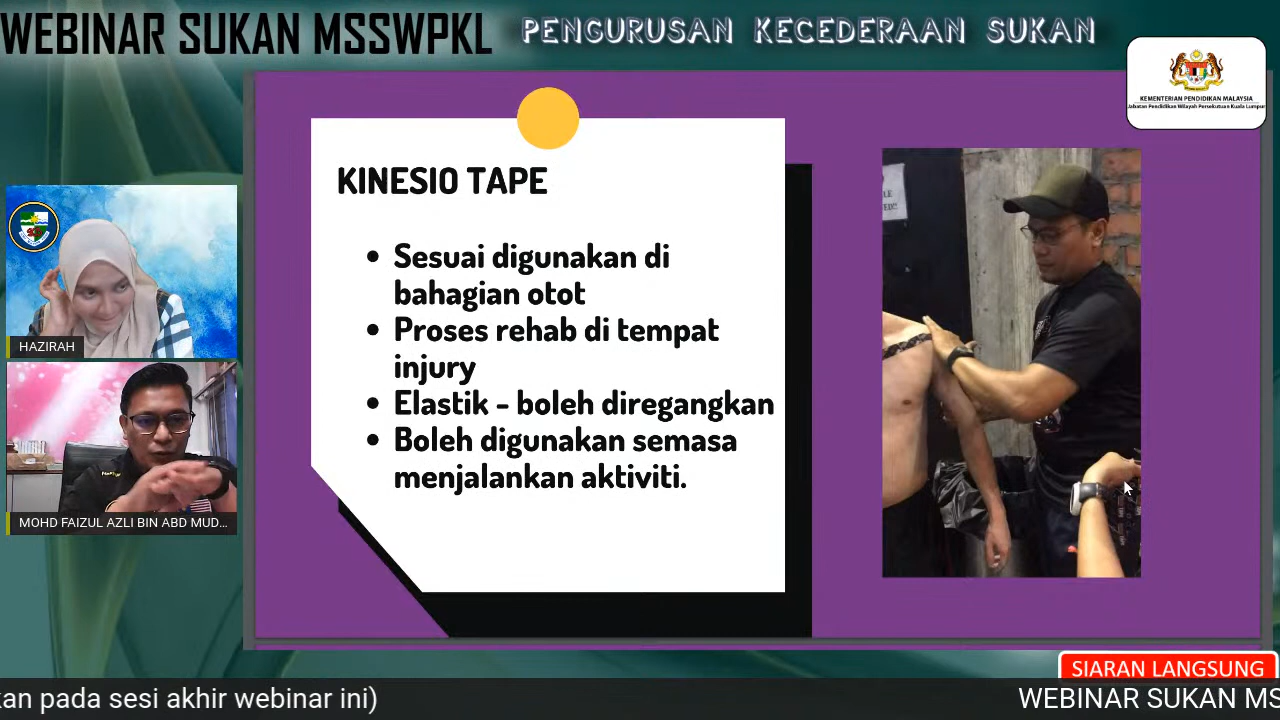 WEBINAR SUKAN MSSWPKL
PENGURUSAN KECEDERAAN SUKAN
KEMENTERIAN PENDIDIKAN MALAYSIA
Jabatan Pendidikan Wilayah Persekutuan Kuala Lumpur
KINESIO TAPE
• Sesuai digunakan di
bahagian otot
• Proses rehab di tempat
injury
• Elastik - boleh diregangkan
• Boleh digunakan semasa
menjalankan aktiviti.
HAZIRAH
MOHD FAIZUL AZLI BIN ABD MUD...
SIARAN LANGSUNG
kan pada sesi akhir webinar ini)
WEBINAR SUKAN MS